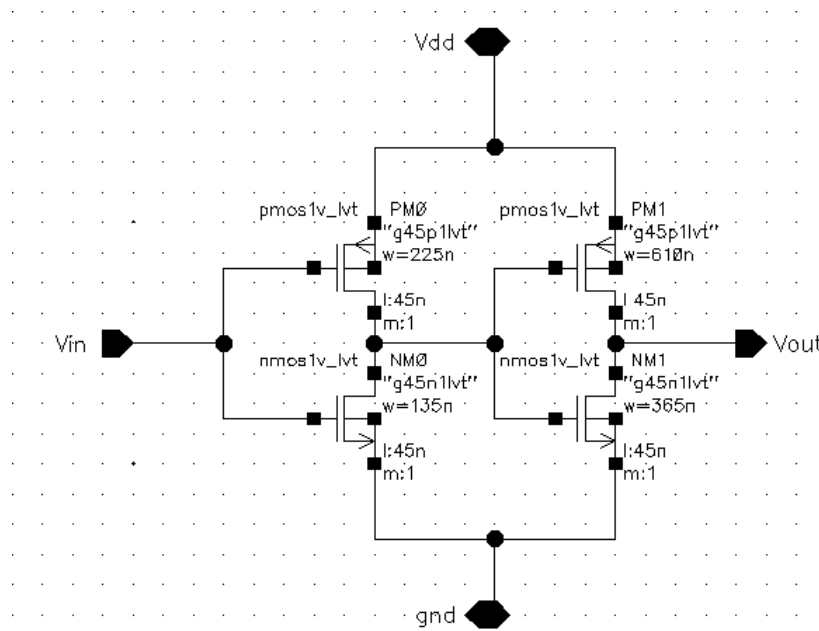 Vdd
pmos1v_lvt PM0
"g45p1lvt"
w=225n
l:45n
m:1
pmos1v_lvt PM1
"g45p1lvt"
w=610n
l 45n
m:1
Vin
Vout
nmos1v_lvt NM0
"g45n1lvt"
w=135n
l:45n
m:1
nmos1v_lvt NM1
"g45n1lvt"
w=365n
l:45n
m:1
gnd